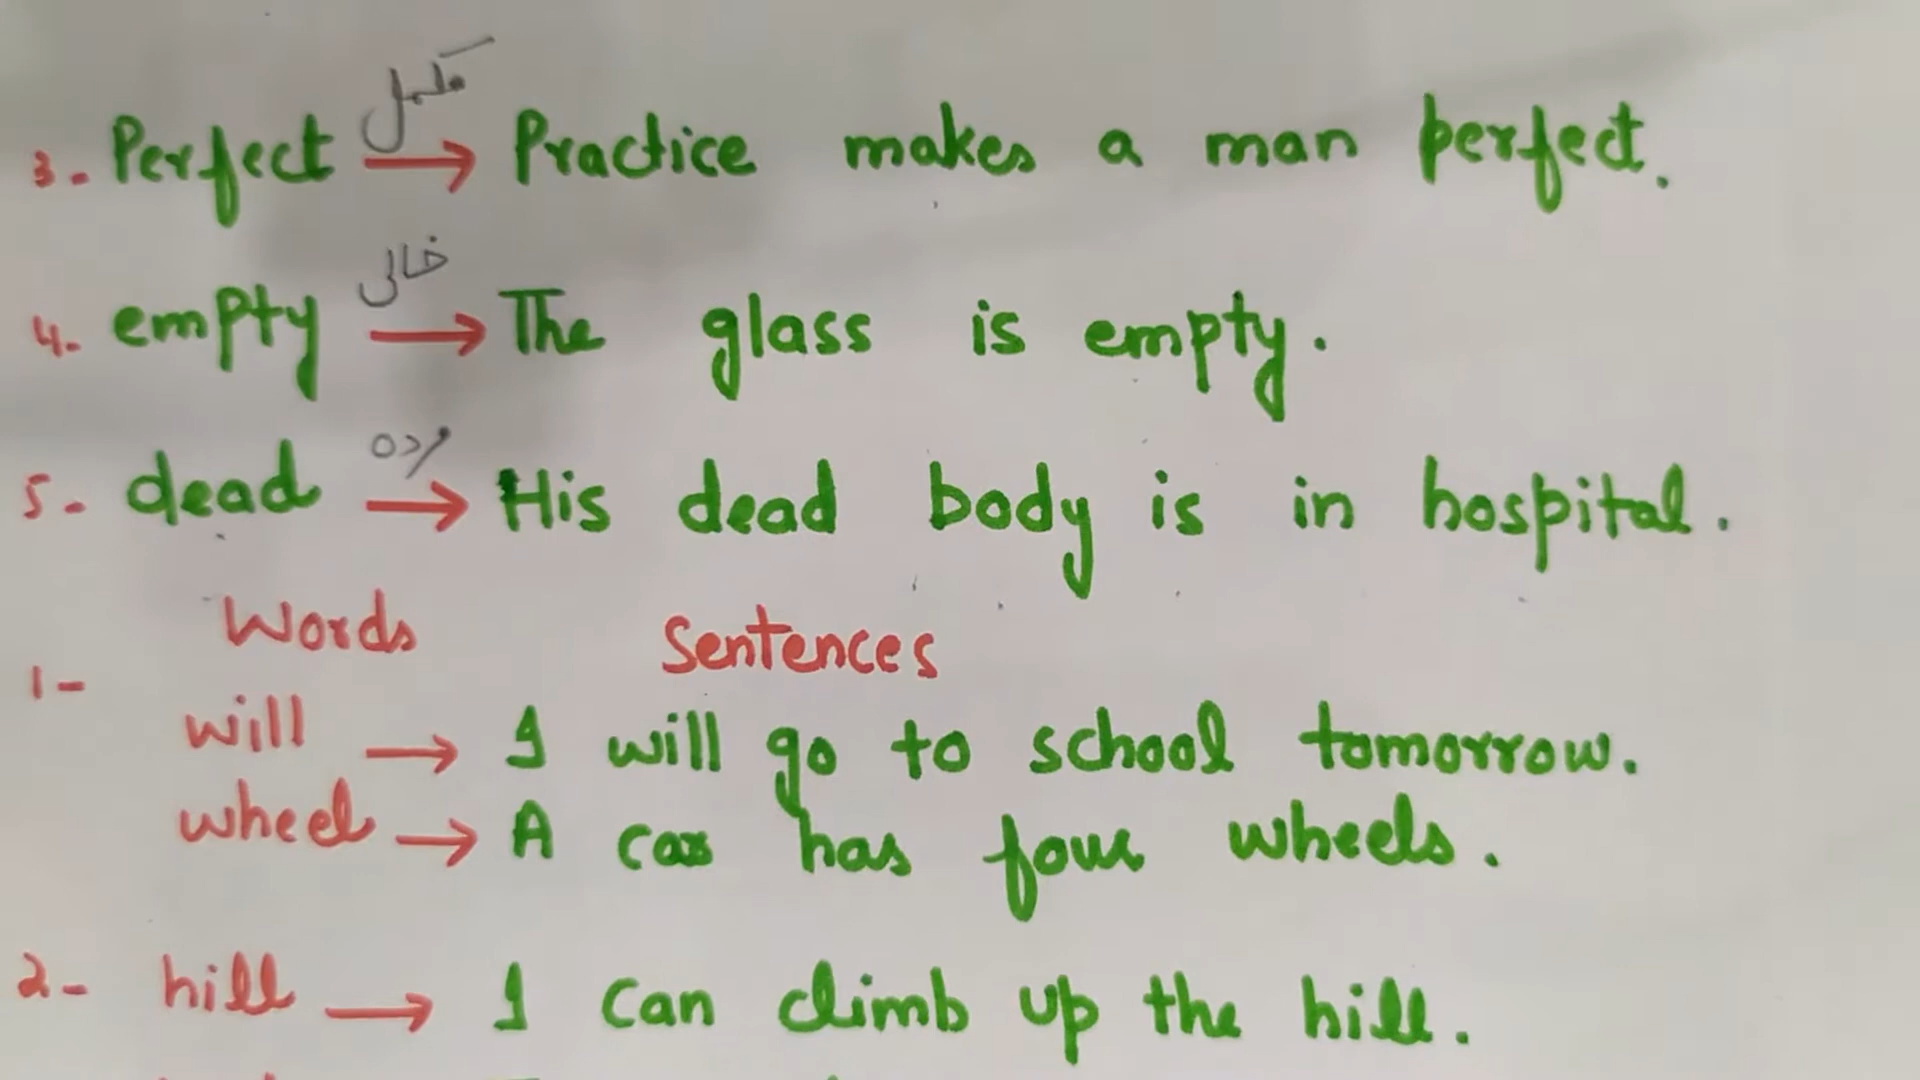 3. Perfect مکمل → Practice makes a man perfect.
4. empty خالی → The glass is empty.
5- dead مردہ → His dead body is in hospital.
Words Sentences
1-
will → I will go to school tomorrow.
wheel → A car has four wheels.
2- hill → I can climb up the hill.